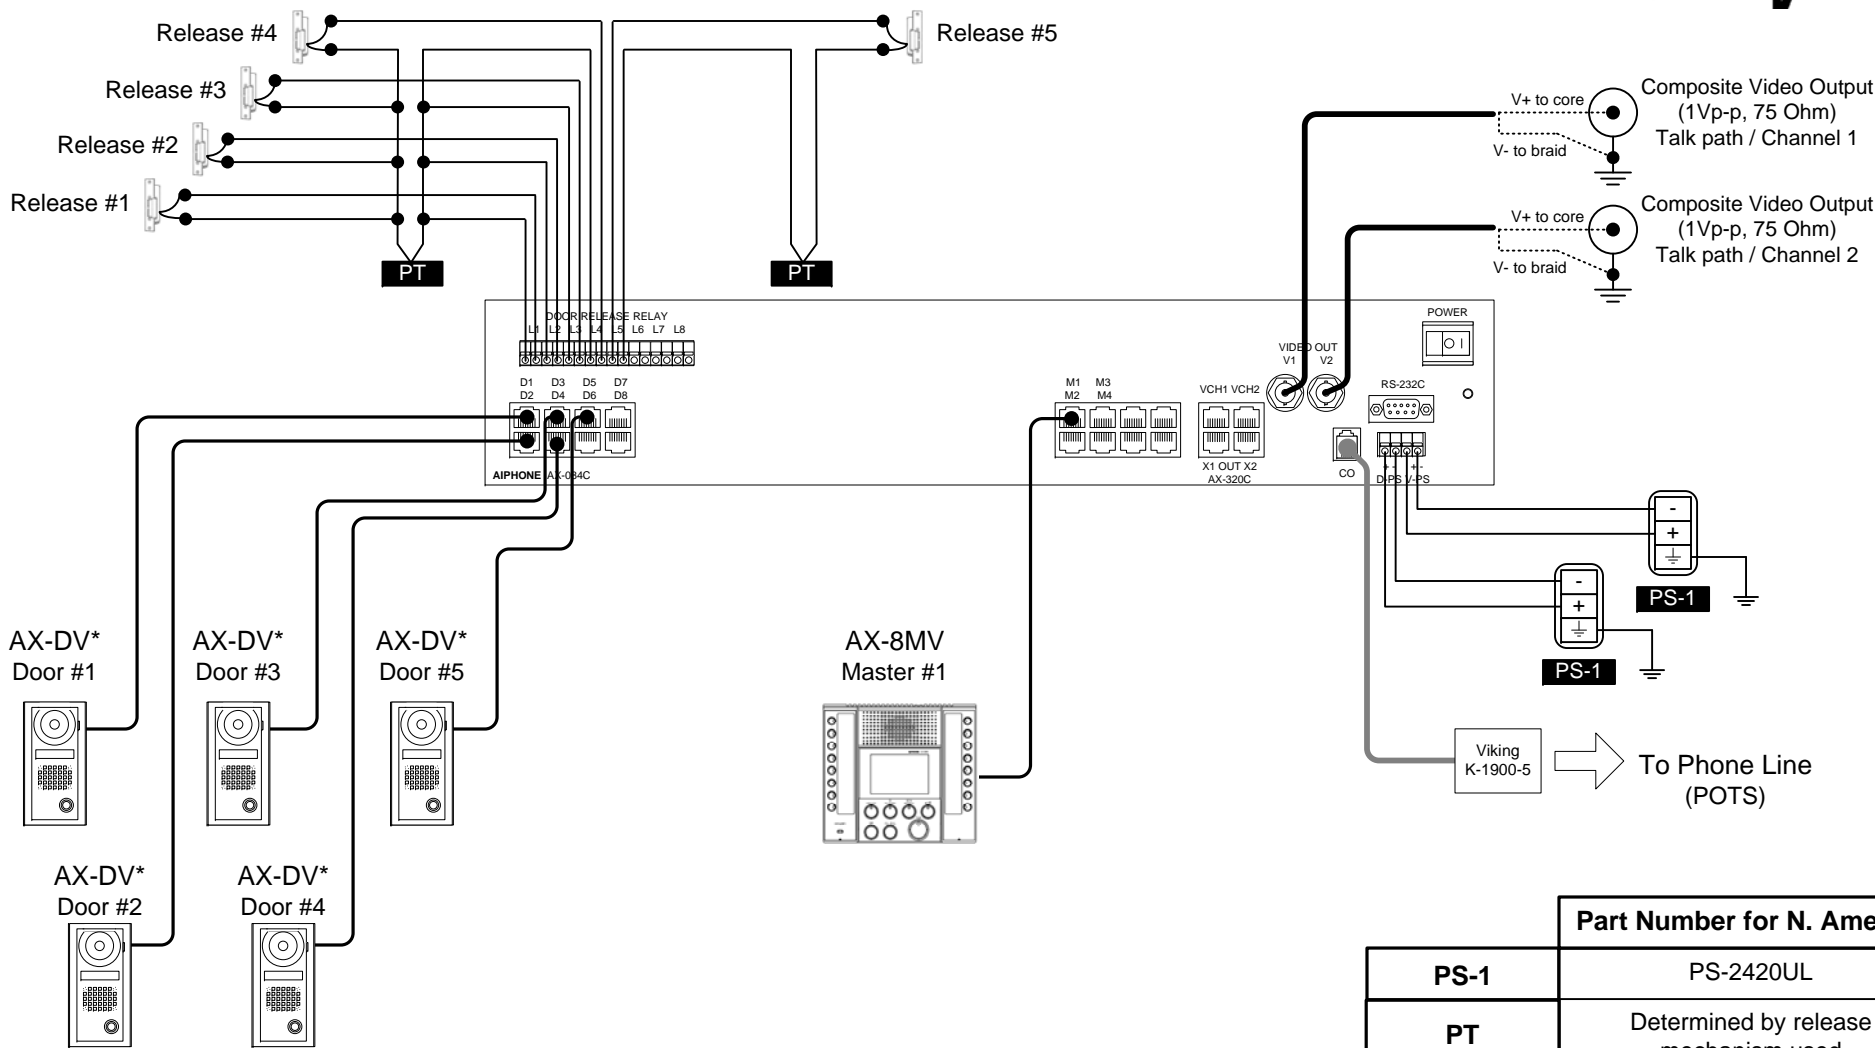 Release #4
Release #5
Release #3
Release #2
Release #1
PT
PT
V+ to core
V- to braid
Composite Video Output
(1Vp-p, 75 Ohm)
Talk path / Channel 1
V+ to core
V- to braid
Composite Video Output
(1Vp-p, 75 Ohm)
Talk path / Channel 2
DOOR RELEASE RELAY
L1 L2 L3 L4 L5 L6 L7 L8
D1 D3 D5 D7
D2 D4 D6 D8
AIPHONE AX-084C
M1 M3
M2 M4
VCH1 VCH2
X1 OUT X2
AX-320C
VIDEO OUT
V1 V2
POWER
RS-232C
CO
+ - + -
D-PS V-PS
-
+
PS-1
-
+
PS-1
AX-DV*
Door #1
AX-DV*
Door #3
AX-DV*
Door #5
AX-8MV
Master #1
Viking
K-1900-5
To Phone Line
(POTS)
AX-DV*
Door #2
AX-DV*
Door #4
Part Number for N. Ame
PS-1
PS-2420UL
PT
Determined by release
mechanism used